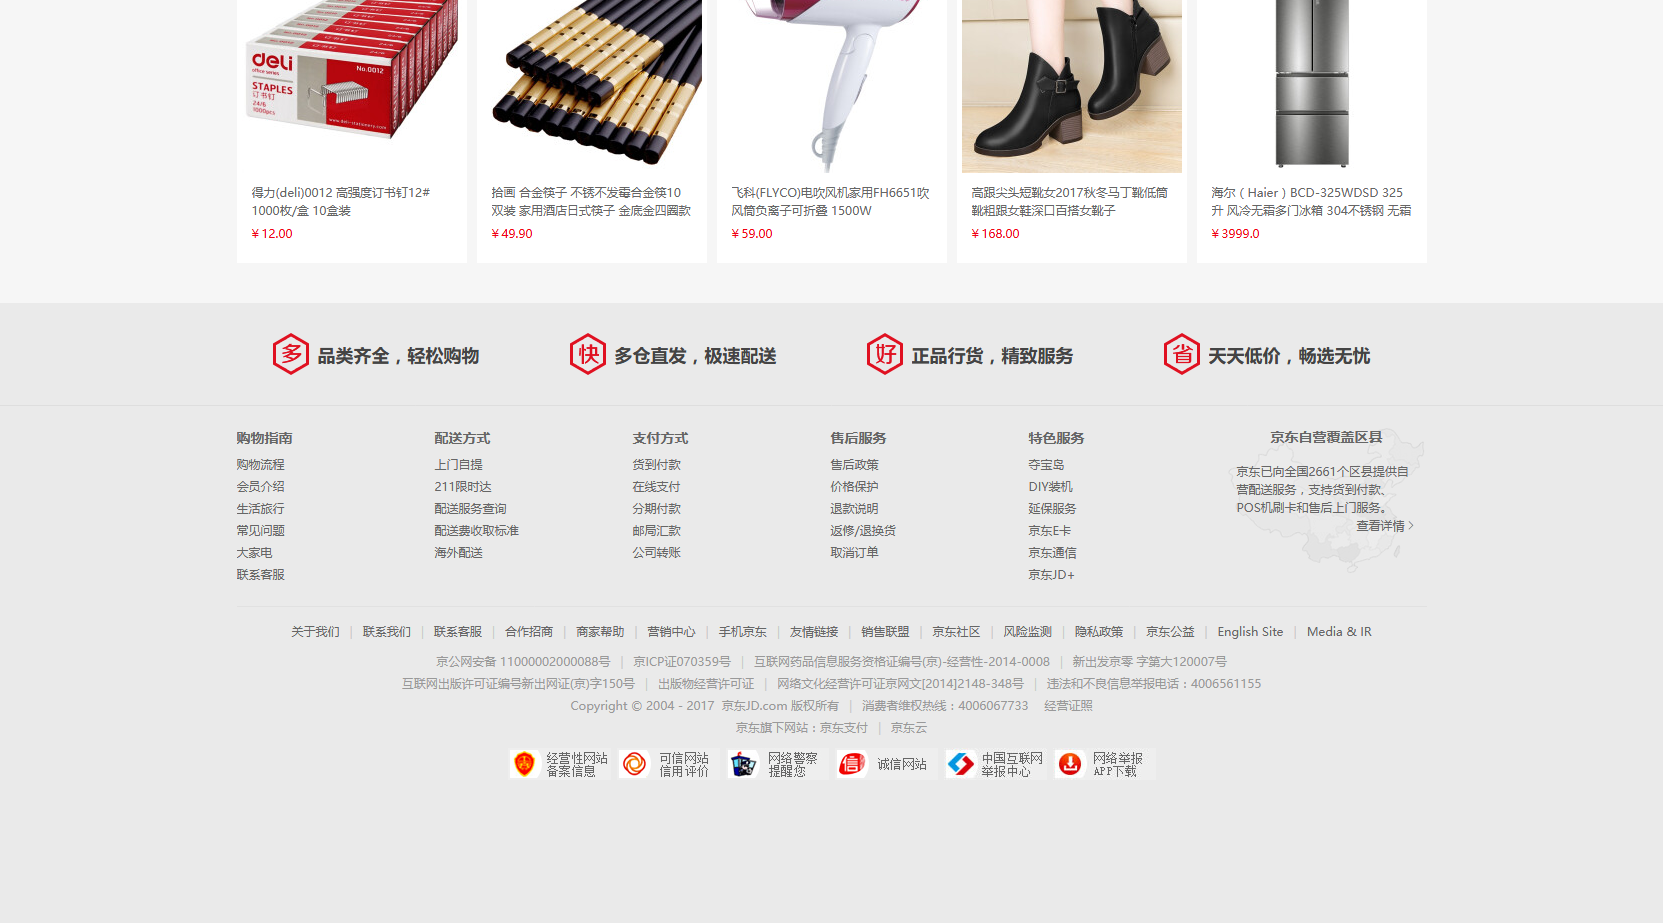 deli
office series
No.0012
STAPLES
订书钉
24/6
1000pcs
www.deli-stationery.com
得力(deli)0012 高强度订书钉12#
1000枚/盒 10盒装
¥ 12.00
拾画 合金筷子 不锈不发霉合金筷10
双装 家用酒店日式筷子 金底金四圈款
¥ 49.90
飞科(FLYCO)电吹风机家用FH6651吹
风筒负离子可折叠 1500W
¥ 59.00
高跟尖头短靴女2017秋冬马丁靴低筒
靴粗跟女鞋深口百搭女靴子
¥ 168.00
海尔（Haier）BCD-325WDSD 325
升 风冷无霜多门冰箱 304不锈钢 无霜
¥ 3999.0
多 品类齐全，轻松购物
快 多仓直发，极速配送
好 正品行货，精致服务
省 天天低价，畅选无忧
购物指南
购物流程
会员介绍
生活旅行
常见问题
大家电
联系客服
配送方式
上门自提
211限时达
配送服务查询
配送费收取标准
海外配送
支付方式
货到付款
在线支付
分期付款
邮局汇款
公司转账
售后服务
售后政策
价格保护
退款说明
返修/退换货
取消订单
特色服务
夺宝岛
DIY装机
延保服务
京东E卡
京东通信
京东JD+
京东自营覆盖区县
京东已向全国2661个区县提供自
营配送服务，支持货到付款、
POS机刷卡和售后上门服务。
查看详情 >
关于我们 | 联系我们 | 联系客服 | 合作招商 | 商家帮助 | 营销中心 | 手机京东 | 友情链接 | 销售联盟 | 京东社区 | 风险监测 | 隐私政策 | 京东公益 | English Site | Media & IR
京公网安备 11000002000088号 | 京ICP证070359号 | 互联网药品信息服务资格证编号(京)-经营性-2014-0008 | 新出发京零 字第大120007号
互联网出版许可证编号新出网证(京)字150号 | 出版物经营许可证 | 网络文化经营许可证京网文[2014]2148-348号 | 违法和不良信息举报电话：4006561155
Copyright © 2004 - 2017 京东JD.com 版权所有 | 消费者维权热线：4006067733 经营证照
京东旗下网站：京东支付 | 京东云
经营性网站
备案信息
可信网站
信用评价
网络警察
提醒您
信 诚信网站
中国互联网
举报中心
网络举报
APP下载